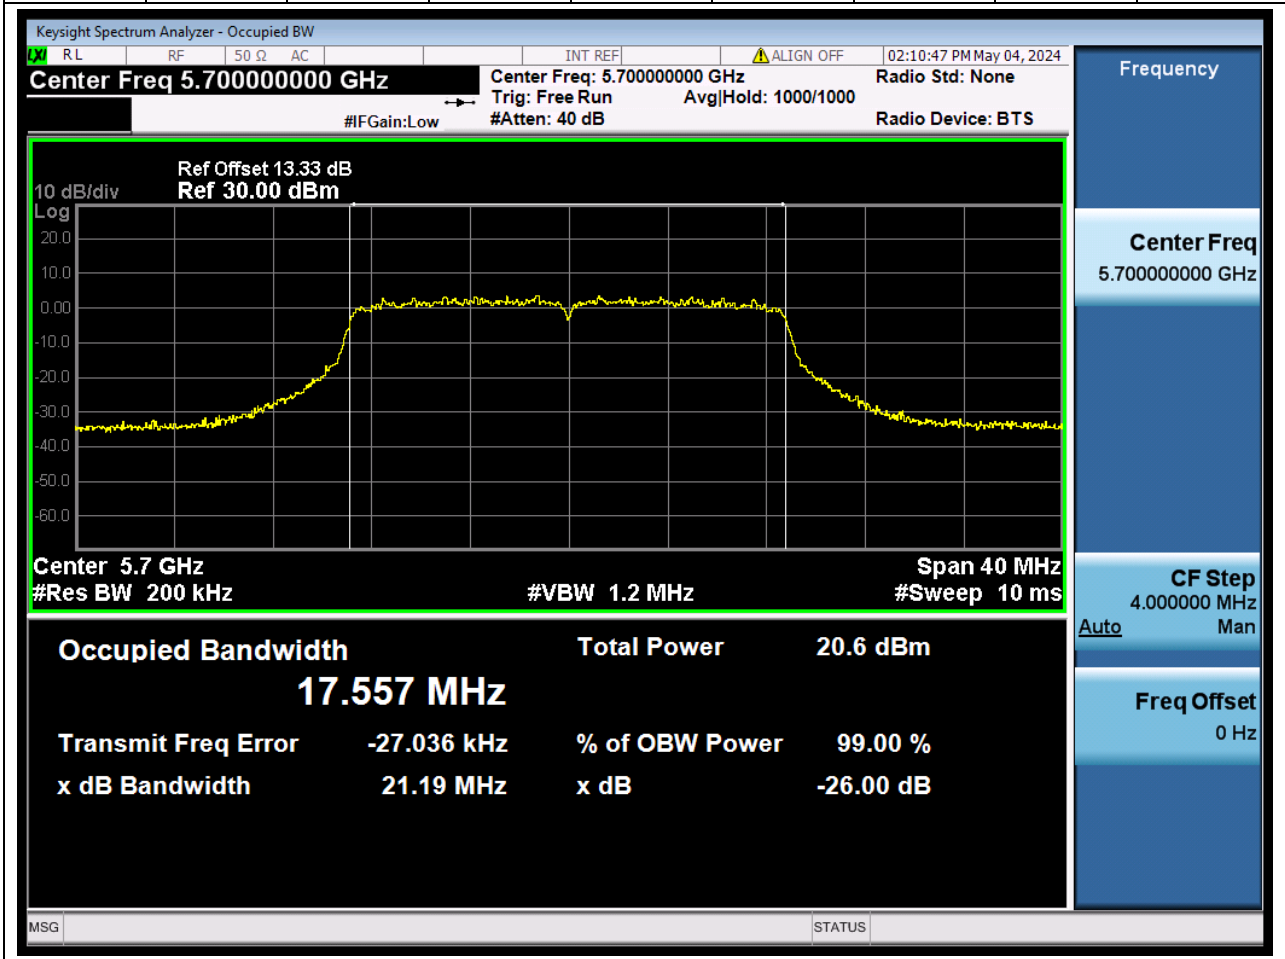 Keysight Spectrum Analyzer - Occupied BW
LXI RL RF 50 Ω AC INT REF ALIGN OFF 02:10:47 PM May 04, 2024
Center Freq 5.700000000 GHz
Center Freq: 5.700000000 GHz Radio Std: None
Trig: Free Run Avg|Hold: 1000/1000
#IFGain:Low #Atten: 40 dB Radio Device: BTS
Ref Offset 13.33 dB
10 dB/div Ref 30.00 dBm
Log
20.0
10.0
0.00
-10.0
-20.0
-30.0
-40.0
-50.0
-60.0
Center 5.7 GHz Span 40 MHz
#Res BW 200 kHz #VBW 1.2 MHz #Sweep 10 ms
Occupied Bandwidth Total Power 20.6 dBm
17.557 MHz
Transmit Freq Error -27.036 kHz % of OBW Power 99.00 %
x dB Bandwidth 21.19 MHz x dB -26.00 dB
Frequency
Center Freq
5.700000000 GHz
CF Step
4.000000 MHz
Auto Man
Freq Offset
0 Hz
MSG STATUS